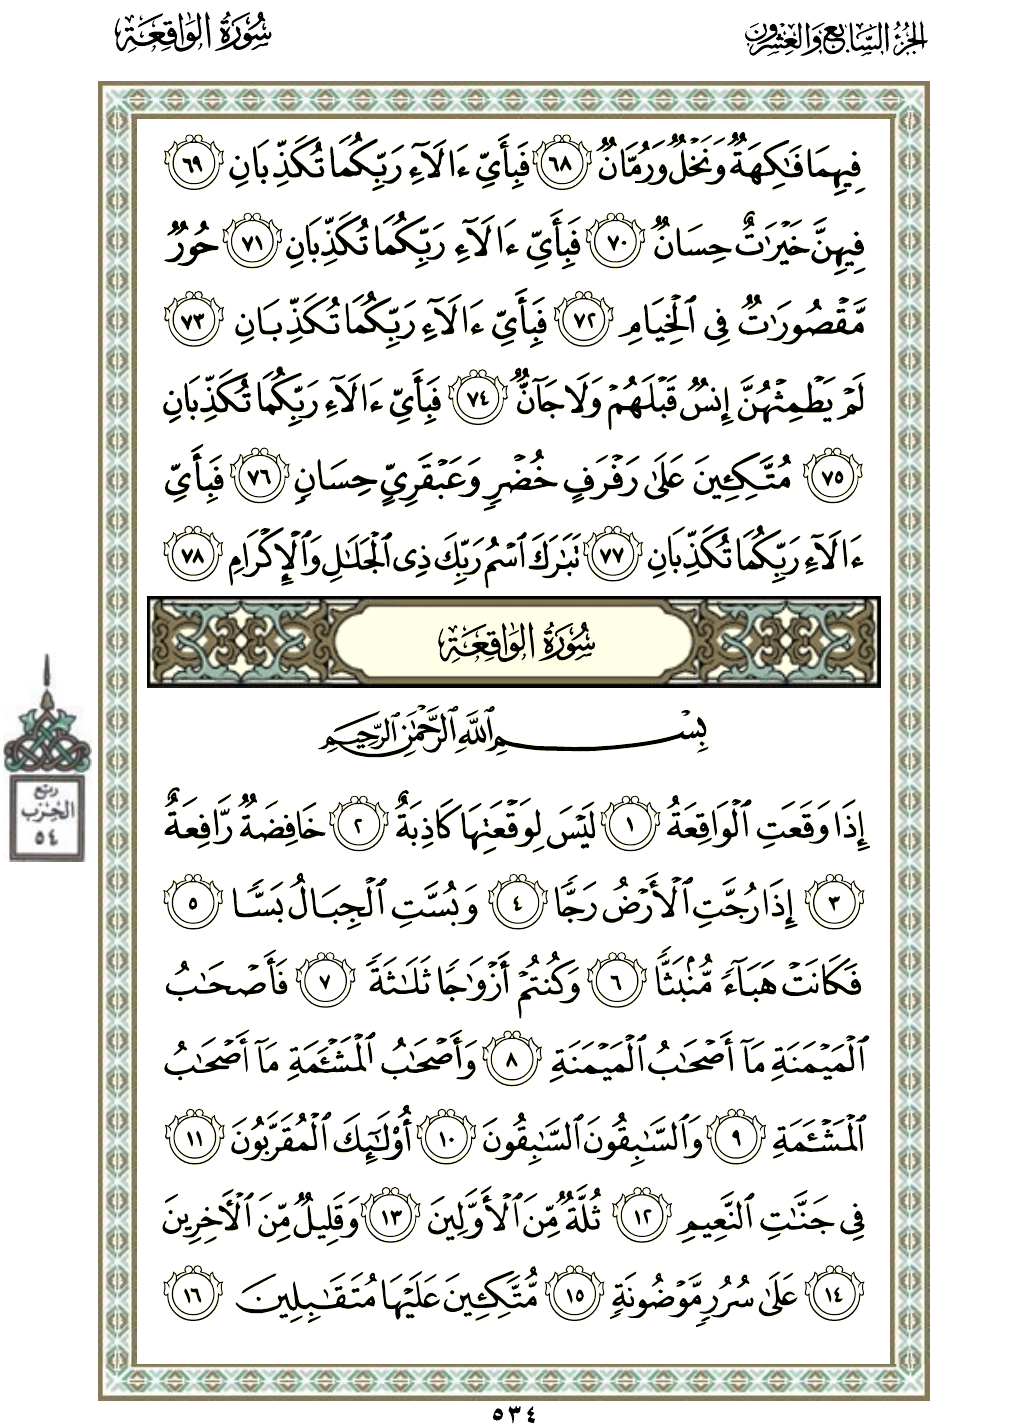 الجزء السابع والعشرون
سورة الواقعة
فِيهِمَا فَٰكِهَةٌ وَنَخْلٌ وَرُمَّانٌ ٦٨ فَبِأَيِّ ءَالَآءِ رَبِّكُمَا تُكَذِّبَانِ ٦٩
فِيهِنَّ خَيْرَٰتٌ حِسَانٌ ٧٠ فَبِأَيِّ ءَالَآءِ رَبِّكُمَا تُكَذِّبَانِ ٧١ حُورٌ
مَّقْصُورَٰتٌ فِى ٱلْخِيَامِ ٧٢ فَبِأَيِّ ءَالَآءِ رَبِّكُمَا تُكَذِّبَانِ ٧٣
لَمْ يَطْمِثْهُنَّ إِنسٌ قَبْلَهُمْ وَلَا جَآنٌّ ٧٤ فَبِأَيِّ ءَالَآءِ رَبِّكُمَا تُكَذِّبَانِ
٧٥ مُتَّكِـِٔينَ عَلَىٰ رَفْرَفٍ خُضْرٍ وَعَبْقَرِيٍّ حِسَانٍ ٧٦ فَبِأَيِّ
ءَالَآءِ رَبِّكُمَا تُكَذِّبَانِ ٧٧ تَبَٰرَكَ ٱسْمُ رَبِّكَ ذِى ٱلْجَلَٰلِ وَٱلْإِكْرَامِ ٧٨
سُورَةُ الوَاقِعَةِ
بِسْمِ ٱللَّهِ ٱلرَّحْمَٰنِ ٱلرَّحِيمِ
إِذَا وَقَعَتِ ٱلْوَاقِعَةُ ١ لَيْسَ لِوَقْعَتِهَا كَاذِبَةٌ ٢ خَافِضَةٌ رَّافِعَةٌ
٣ إِذَا رُجَّتِ ٱلْأَرْضُ رَجًّا ٤ وَبُسَّتِ ٱلْجِبَالُ بَسًّا ٥
فَكَانَتْ هَبَآءً مُّنۢبَثًّا ٦ وَكُنتُمْ أَزْوَٰجًا ثَلَٰثَةً ٧ فَأَصْحَٰبُ
ٱلْمَيْمَنَةِ مَآ أَصْحَٰبُ ٱلْمَيْمَنَةِ ٨ وَأَصْحَٰبُ ٱلْمَشْـَٔمَةِ مَآ أَصْحَٰبُ
ٱلْمَشْـَٔمَةِ ٩ وَٱلسَّٰبِقُونَ ٱلسَّٰبِقُونَ ١٠ أُو۟لَٰٓئِكَ ٱلْمُقَرَّبُونَ ١١
فِى جَنَّٰتِ ٱلنَّعِيمِ ١٢ ثُلَّةٌ مِّنَ ٱلْأَوَّلِينَ ١٣ وَقَلِيلٌ مِّنَ ٱلْأَخِرِينَ
١٤ عَلَىٰ سُرُرٍ مَّوْضُونَةٍ ١٥ مُّتَّكِـِٔينَ عَلَيْهَا مُتَقَٰبِلِينَ ١٦
ربع
الحزب
٥٤
٥٣٤